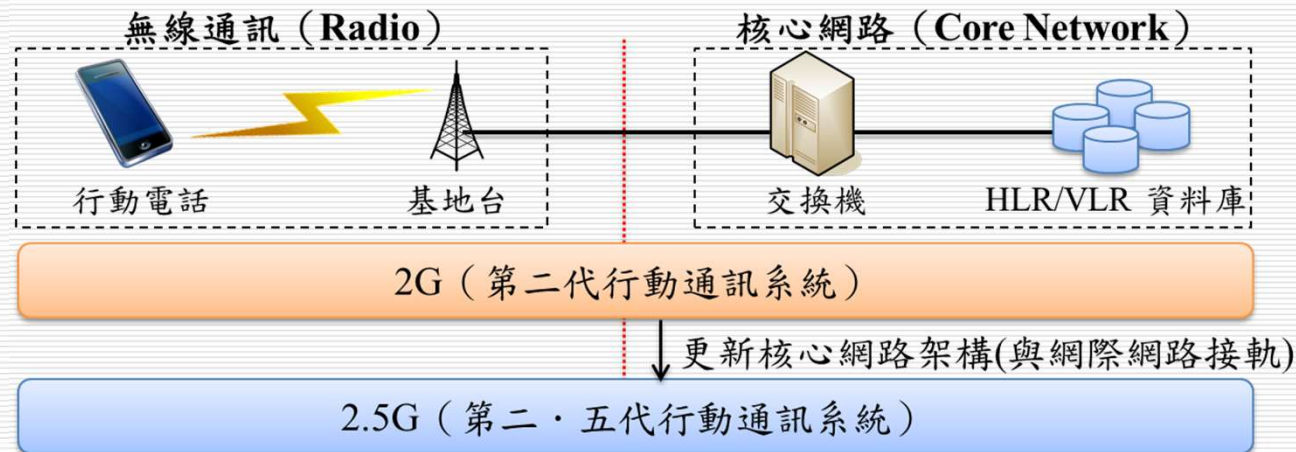 無線通訊（Radio）
核心網路（Core Network）
行動電話
基地台
交換機
HLR/VLR 資料庫
2G（第二代行動通訊系統）
更新核心網路架構(與網際網路接軌)
2.5G（第二．五代行動通訊系統）